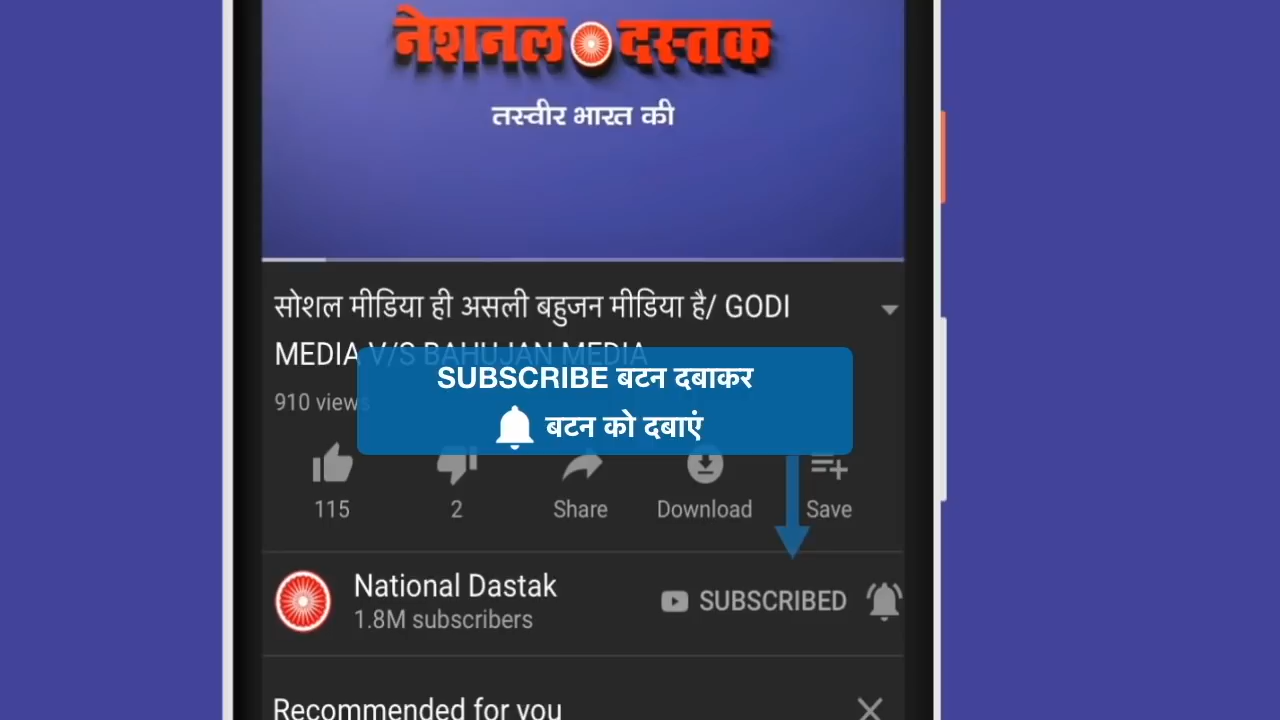 नेशनल दस्तक
तस्वीर भारत की
सोशल मीडिया ही असली बहुजन मीडिया है/ GODI
MEDIA V/S BAHUJAN MEDIA
910 views
SUBSCRIBE बटन दबाकर
बटन को दबाएं
115
2
Share
Download
Save
National Dastak
1.8M subscribers
SUBSCRIBED
Recommended for you